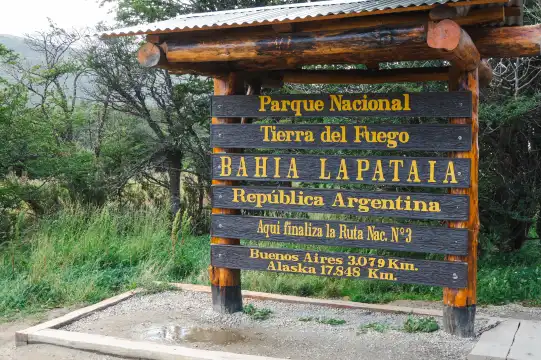 Parque Nacional
Tierra del Fuego
BAHIA LAPATAIA
República Argentina
Aqui finaliza la Ruta Nac. N°3
Buenos Aires 3.079 Km.
Alaska 17.848 Km.